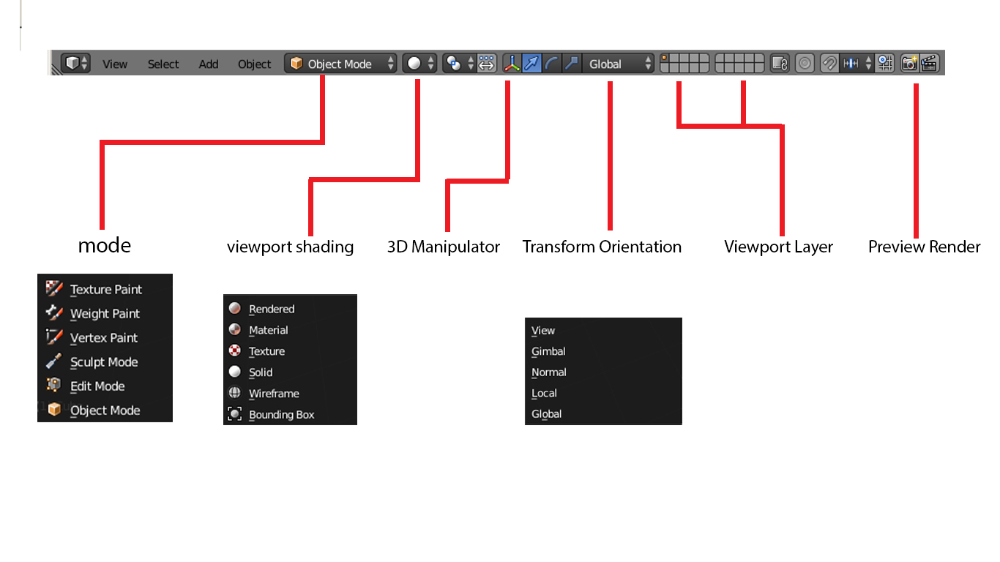 View Select Add Object Object Mode Global
mode viewport shading 3D Manipulator Transform Orientation Viewport Layer Preview Render
Texture Paint
Weight Paint
Vertex Paint
Sculpt Mode
Edit Mode
Object Mode
Rendered
Material
Texture
Solid
Wireframe
Bounding Box
View
Gimbal
Normal
Local
Global